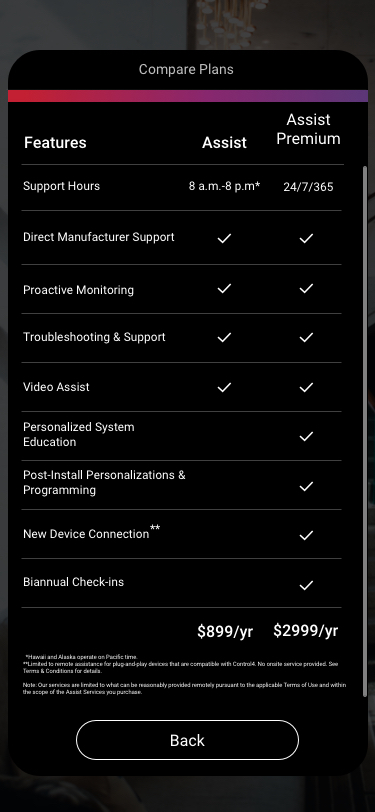 Compare Plans
Features Assist Assist Premium
Support Hours 8 a.m.-8 p.m* 24/7/365
Direct Manufacturer Support ✓ ✓
Proactive Monitoring ✓ ✓
Troubleshooting & Support ✓ ✓
Video Assist ✓ ✓
Personalized System
Education ✓
Post-Install Personalizations &
Programming ✓
New Device Connection** ✓
Biannual Check-ins ✓
$899/yr $2999/yr
*Hawaii and Alaska operate on Pacific time.
**Limited to remote assistance for plug-and-play devices that are compatible with Control4. No onsite service provided. See
Terms & Conditions for details.
Note: Our services are limited to what can be reasonably provided remotely pursuant to the applicable Terms of Use and within
the scope of the Assist Services you purchase.
Back